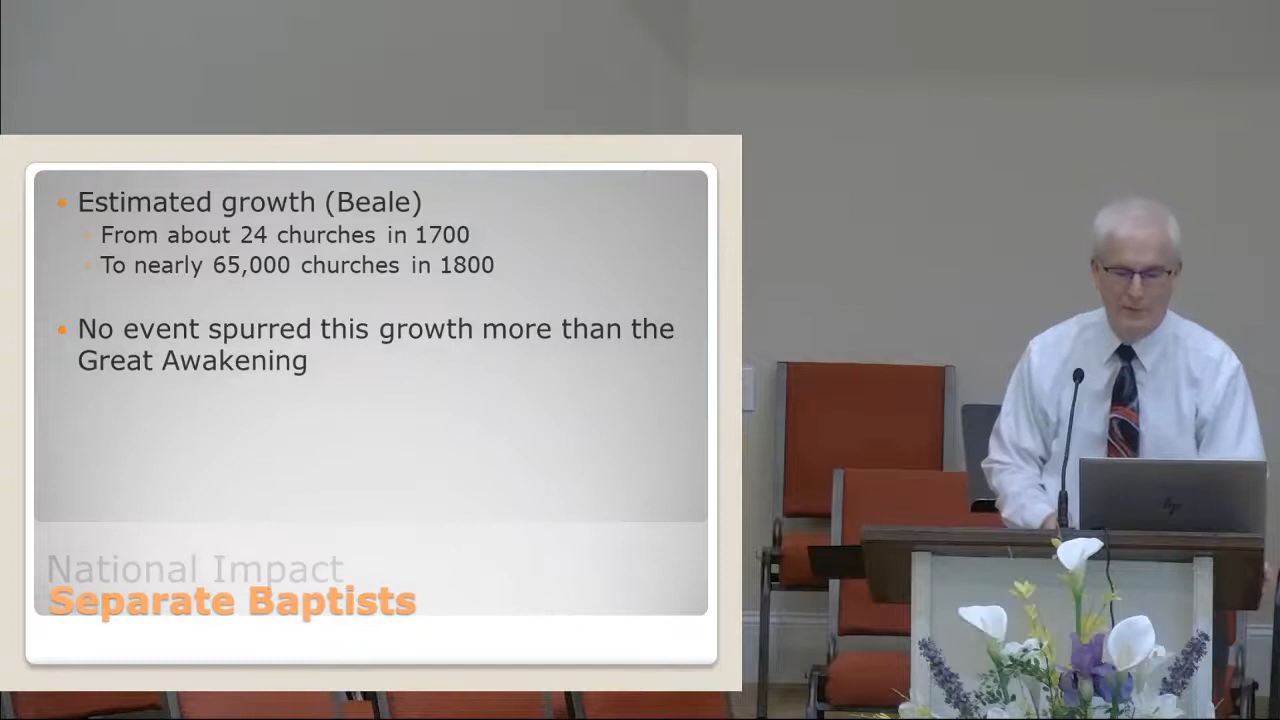 Estimated growth (Beale)
From about 24 churches in 1700
To nearly 65,000 churches in 1800
No event spurred this growth more than the
Great Awakening
National Impact
Separate Baptists
hp